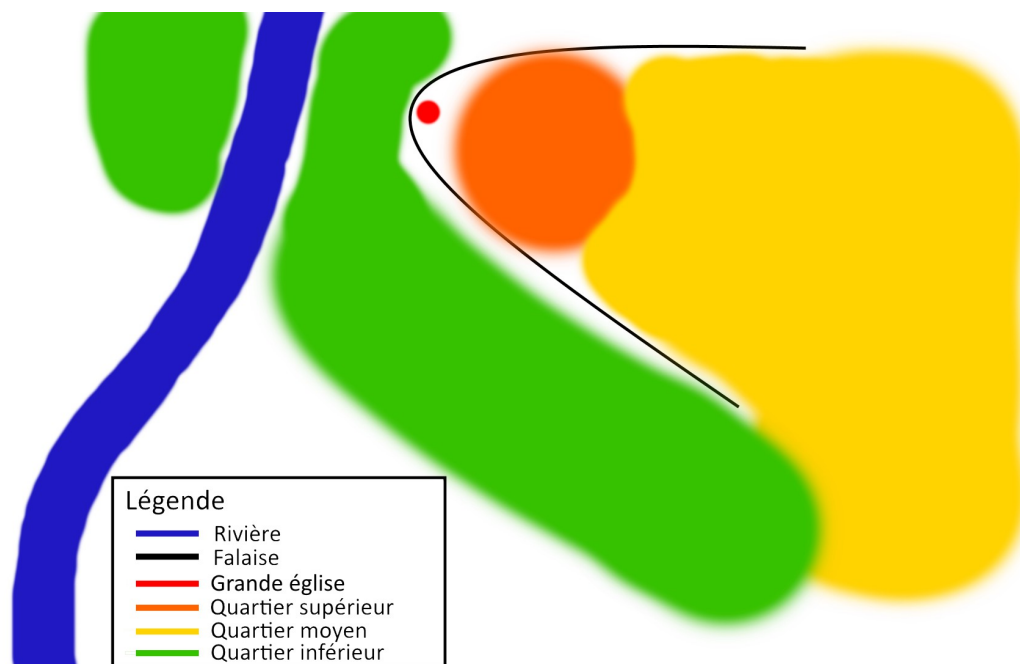 Légende
Rivière
Falaise
Grande église
Quartier supérieur
Quartier moyen
Quartier inférieur